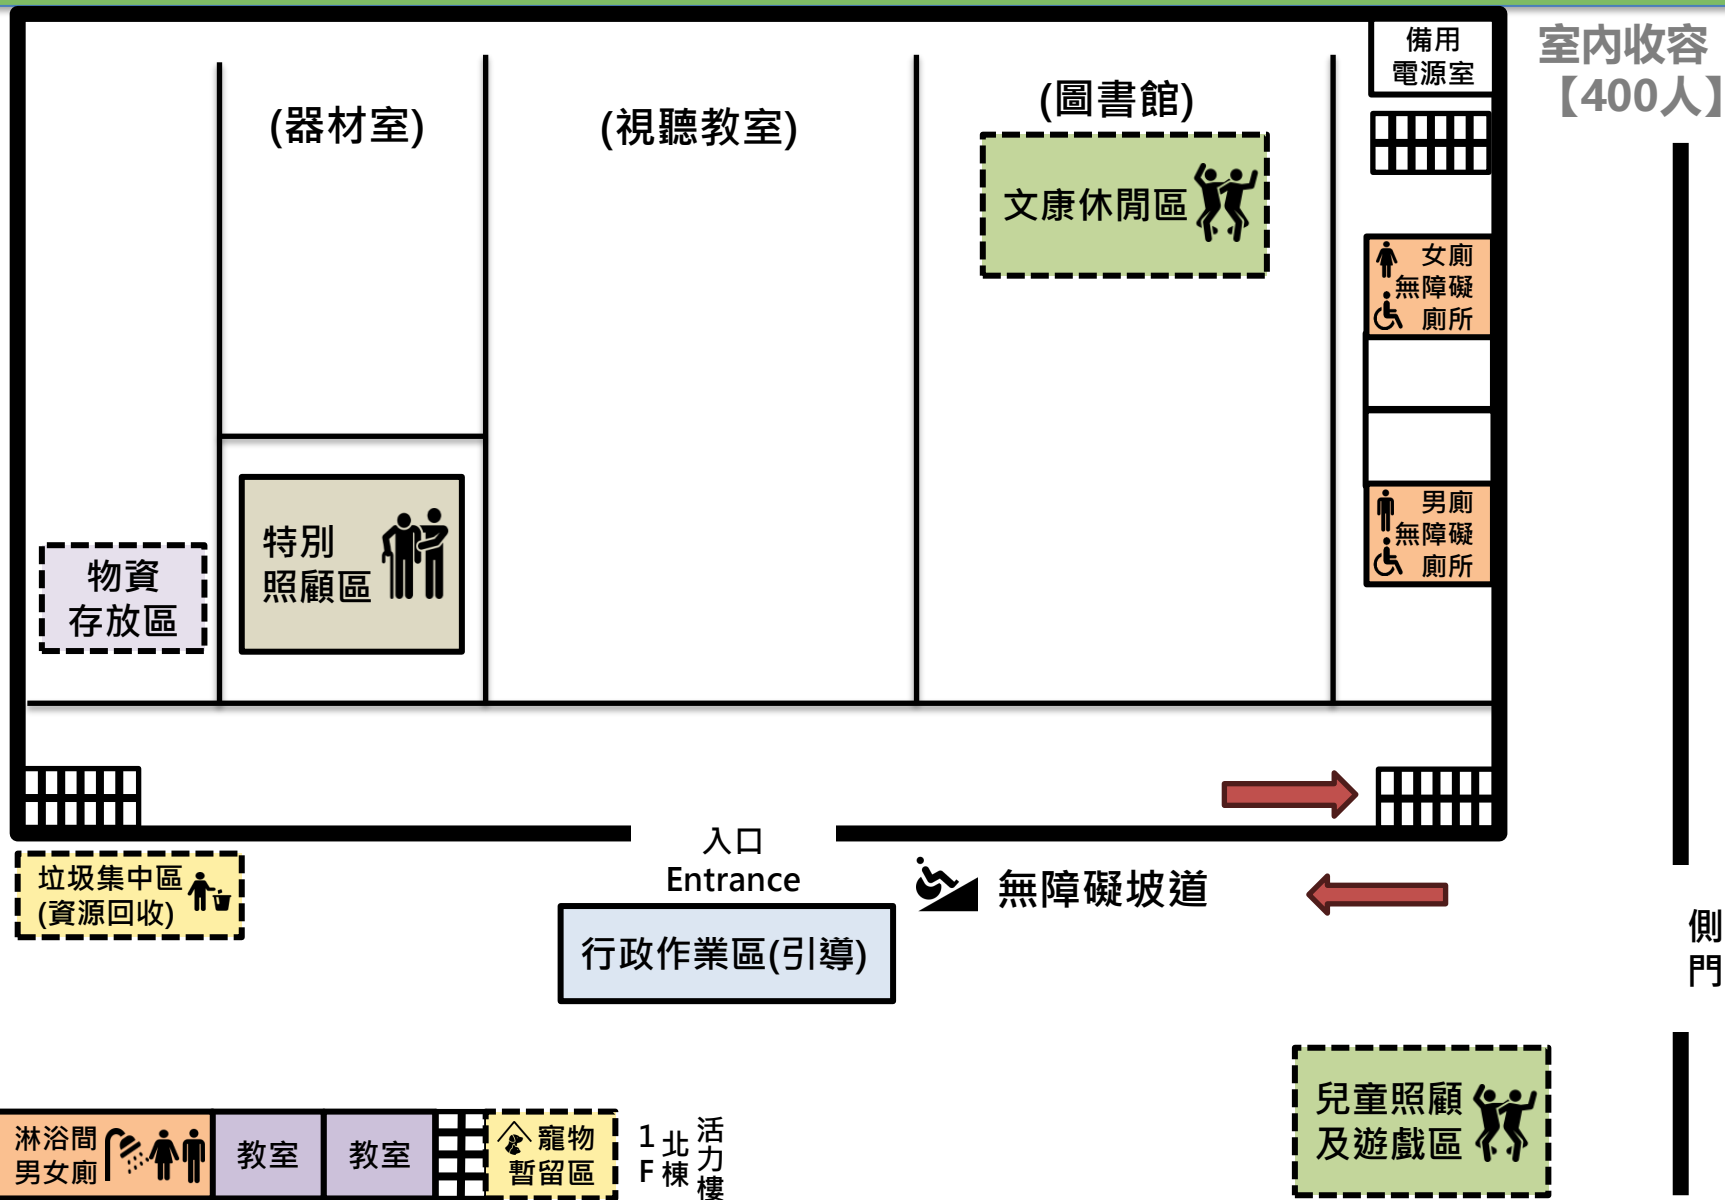 備用
電源室
室內收容
【400人】
(器材室)
(視聽教室)
(圖書館)
文康休閒區
女廁
無障礙
廁所
男廁
無障礙
廁所
特別
照顧區
物資
存放區
入口
Entrance
無障礙坡道
垃圾集中區
(資源回收)
行政作業區(引導)
側
門
兒童照顧
及遊戲區
淋浴間
男女廁
教室
教室
寵物
暫留區
活力樓
北棟
1F